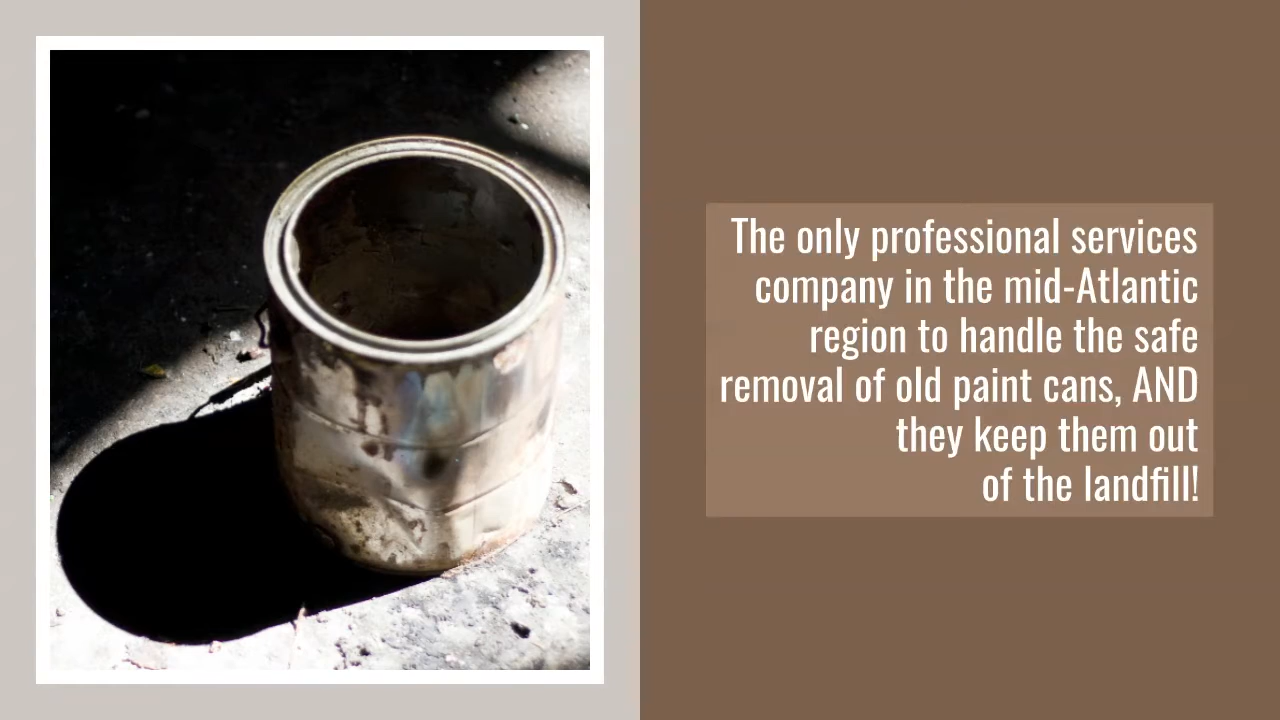 The only professional services
company in the mid-Atlantic
region to handle the safe
removal of old paint cans, AND
they keep them out
of the landfill!